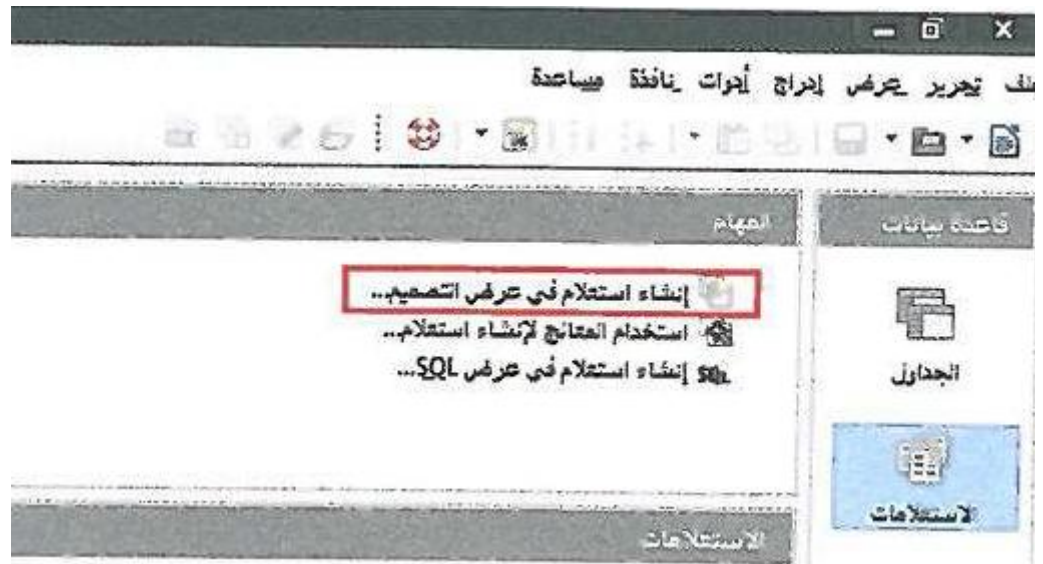 تحرير عرض إدراج أدوات نافذة مساعدة
قاعدة بيانات
المهام
إنشاء استعلام في عرض التصميم...
استخدام المعالج لإنشاء استعلام...
إنشاء استعلام في عرض SQL...
الجداول
الاستعلامات
الاستعلامات